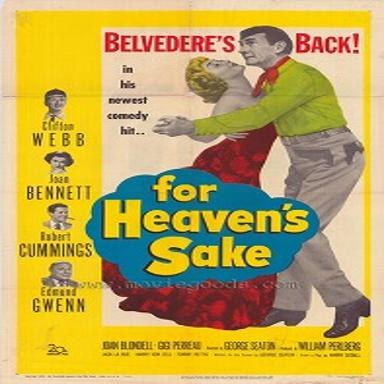 BELVEDERE'S BACK!
in
his
newest
comedy
hit..
Clifton
WEBB
Joan
BENNETT
Robert
CUMMINGS
Edmund
GWENN
for
Heaven's
Sake
www.moviegoods.com
JOAN BLONDELL · GIGI PERREAU GEORGE SEATON WILLIAM PERLBERG